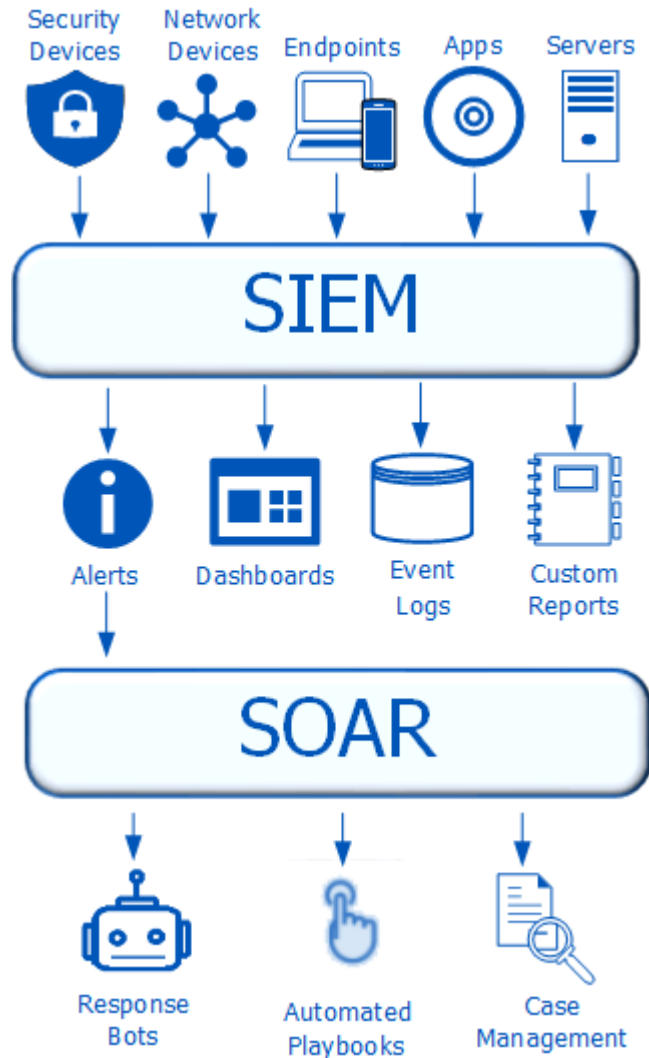 Security
Devices
Network
Devices
Endpoints
Apps
Servers
SIEM
Alerts
Dashboards
Event
Logs
Custom
Reports
SOAR
Response
Bots
Automated
Playbooks
Case
Management